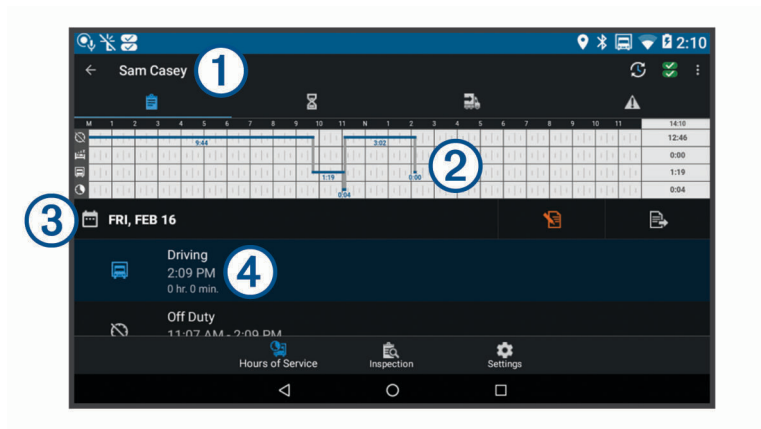 2:10
Sam Casey
1
M 1 2 3 4 5 6 7 8 9 10 11 N 1 2 3 4 5 6 7 8 9 10 11 14:10
9:44 3:02 12:46
0:00
1:19 0:00 1:19
0:04 0:04
2
3
FRI, FEB 16
Driving
2:09 PM
0 hr. 0 min.
4
Off Duty
11:07 AM - 2:09 PM
Hours of Service Inspection Settings